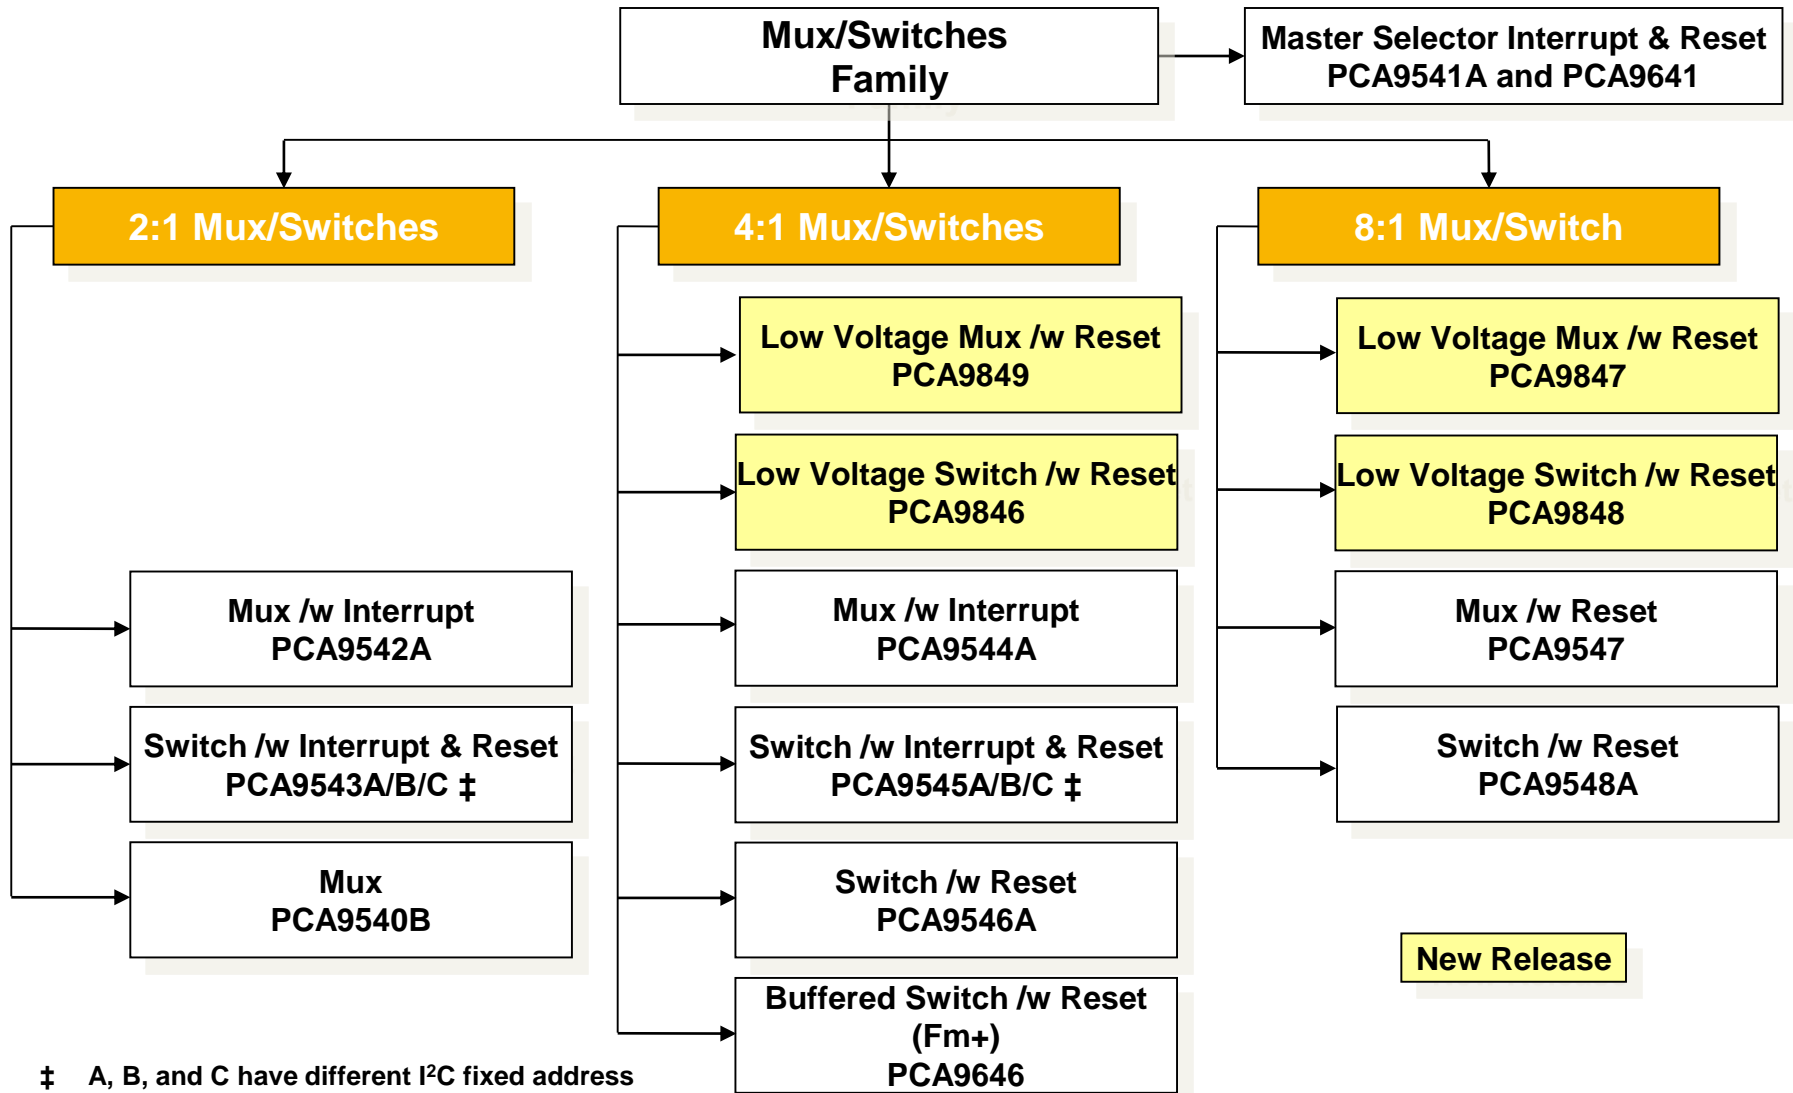 Mux/Switches
Family
Master Selector Interrupt & Reset
PCA9541A and PCA9641
2:1 Mux/Switches
4:1 Mux/Switches
8:1 Mux/Switch
Low Voltage Mux /w Reset
PCA9849
Low Voltage Mux /w Reset
PCA9847
Low Voltage Switch /w Reset
PCA9846
Low Voltage Switch /w Reset
PCA9848
Mux /w Interrupt
PCA9542A
Mux /w Interrupt
PCA9544A
Mux /w Reset
PCA9547
Switch /w Interrupt & Reset
PCA9543A/B/C ‡
Switch /w Interrupt & Reset
PCA9545A/B/C ‡
Switch /w Reset
PCA9548A
Mux
PCA9540B
Switch /w Reset
PCA9546A
New Release
Buffered Switch /w Reset
(Fm+)
PCA9646
‡ A, B, and C have different I²C fixed address